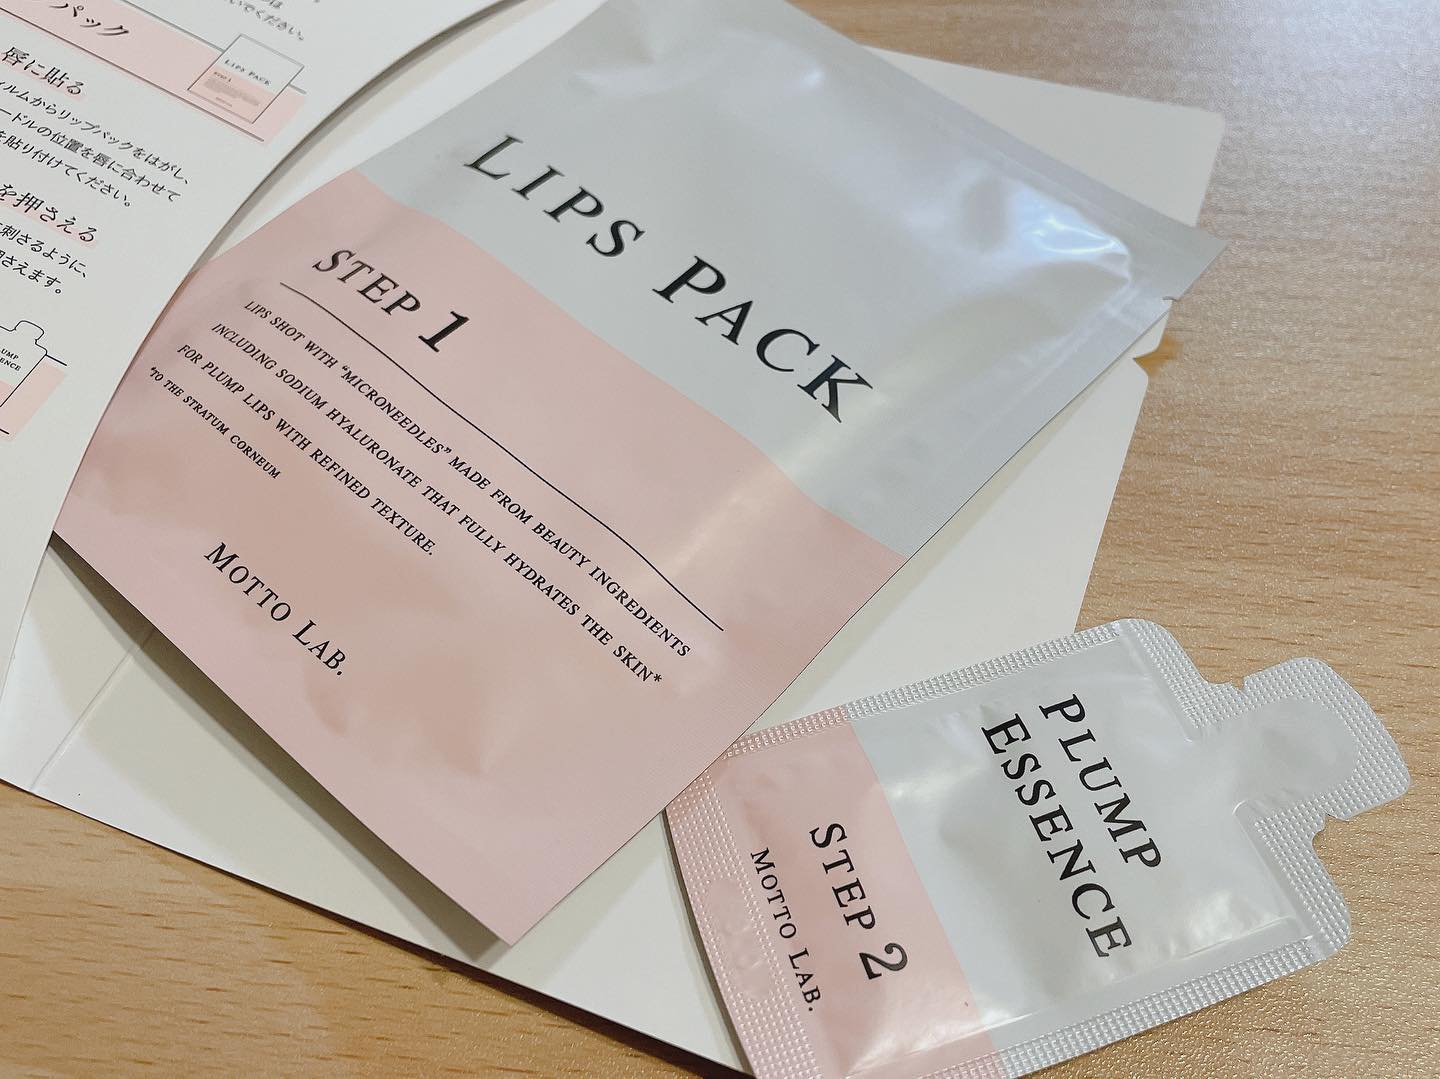 パック
LIPS PACK
唇に貼る
ルムからリップパックをはがし、
ードルの位置を唇に合わせて
貼り付けてください。
を押さえる
刺さるように、
さえます。
LIPS PACK
STEP 1
LIPS SHOT WITH "MICRONEEDLES" MADE FROM BEAUTY INGREDIENTS
INCLUDING SODIUM HYALURONATE THAT FULLY HYDRATES THE SKIN*
FOR PLUMP LIPS WITH REFINED TEXTURE.
*TO THE STRATUM CORNEUM
MOTTO LAB.
PLUMP
ESSENCE
STEP 2
MOTTO LAB.